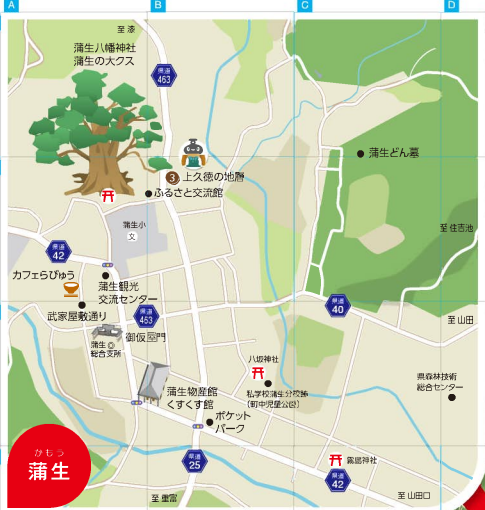 A
B
C
D
至 漆
蒲生八幡神社
蒲生の大クス
県道
463
蒲生どん墓
3 上久徳の地層
ふるさと交流館
蒲生小
文
至 住吉池
県道
42
カフェらびゅう
蒲生観光
交流センター
武家屋敷通り
県道
463
県道
40
至 山田
御仮屋門
蒲生
総合支所
八坂神社
県森林技術
総合センター
蒲生物産館
くすくす館
私学校蒲生分校跡
(町中児童公園)
ポケット
パーク
かもう
蒲生
県道
25
霧島神社
県道
42
至 重富
至 山田口